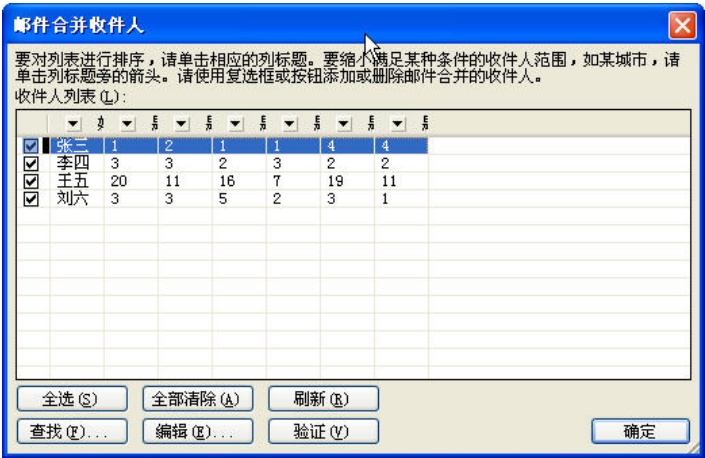 邮件合并收件人
要对列表进行排序，请单击相应的列标题。要缩小满足某种条件的收件人范围，如某城市，请
单击列标题旁的箭头。请使用复选框或按钮添加或删除邮件合并的收件人。
收件人列表(L):
张三 1 2 1 1 4 4
李四 3 3 2 3 2 2
王五 20 11 16 7 19 11
刘六 3 3 5 2 3 1
全选(S) 全部清除(A) 刷新(R)
查找(F)... 编辑(E)... 验证(V) 确定